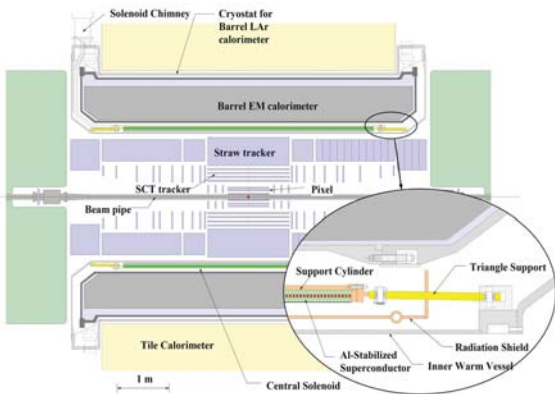 Solenoid Chimney
Cryostat for
Barrel LAr
calorimeter
Barrel EM calorimeter
Straw tracker
SCT tracker
Pixel
Beam pipe
Support Cylinder
Triangle Support
Tile Calorimeter
Al-Stabilized
Superconductor
Radiation Shield
Inner Warm Vessel
1 m
Central Solenoid